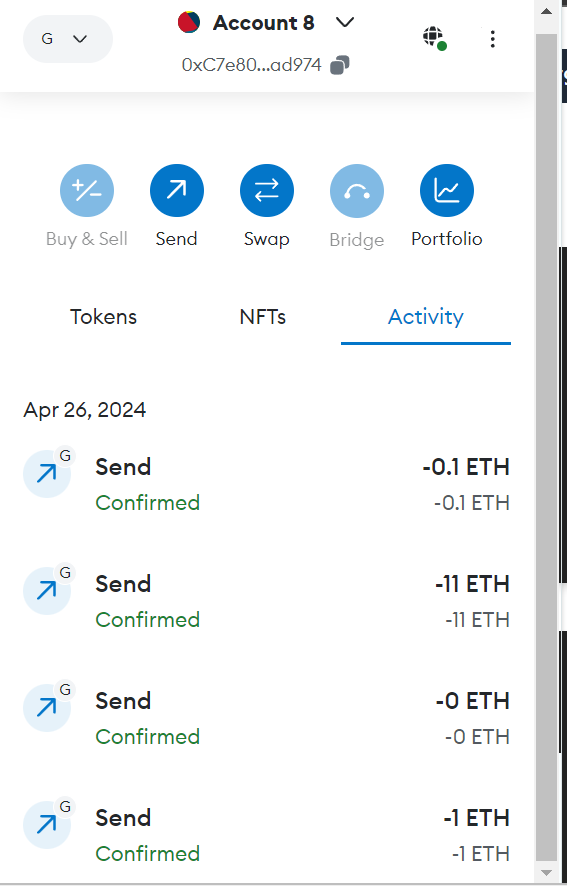 G
Account 8
0xC7e80...ad974
Buy & Sell
Send
Swap
Bridge
Portfolio
Tokens
NFTs
Activity
Apr 26, 2024
G
Send
-0.1 ETH
Confirmed
-0.1 ETH
G
Send
-11 ETH
Confirmed
-11 ETH
G
Send
-0 ETH
Confirmed
-0 ETH
G
Send
-1 ETH
Confirmed
-1 ETH